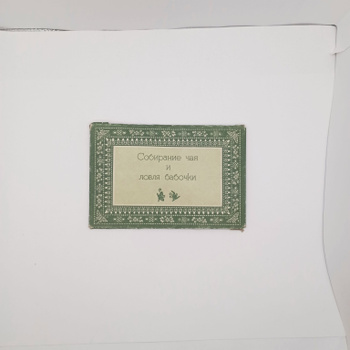 Собирание чая
и
ловля бабочки